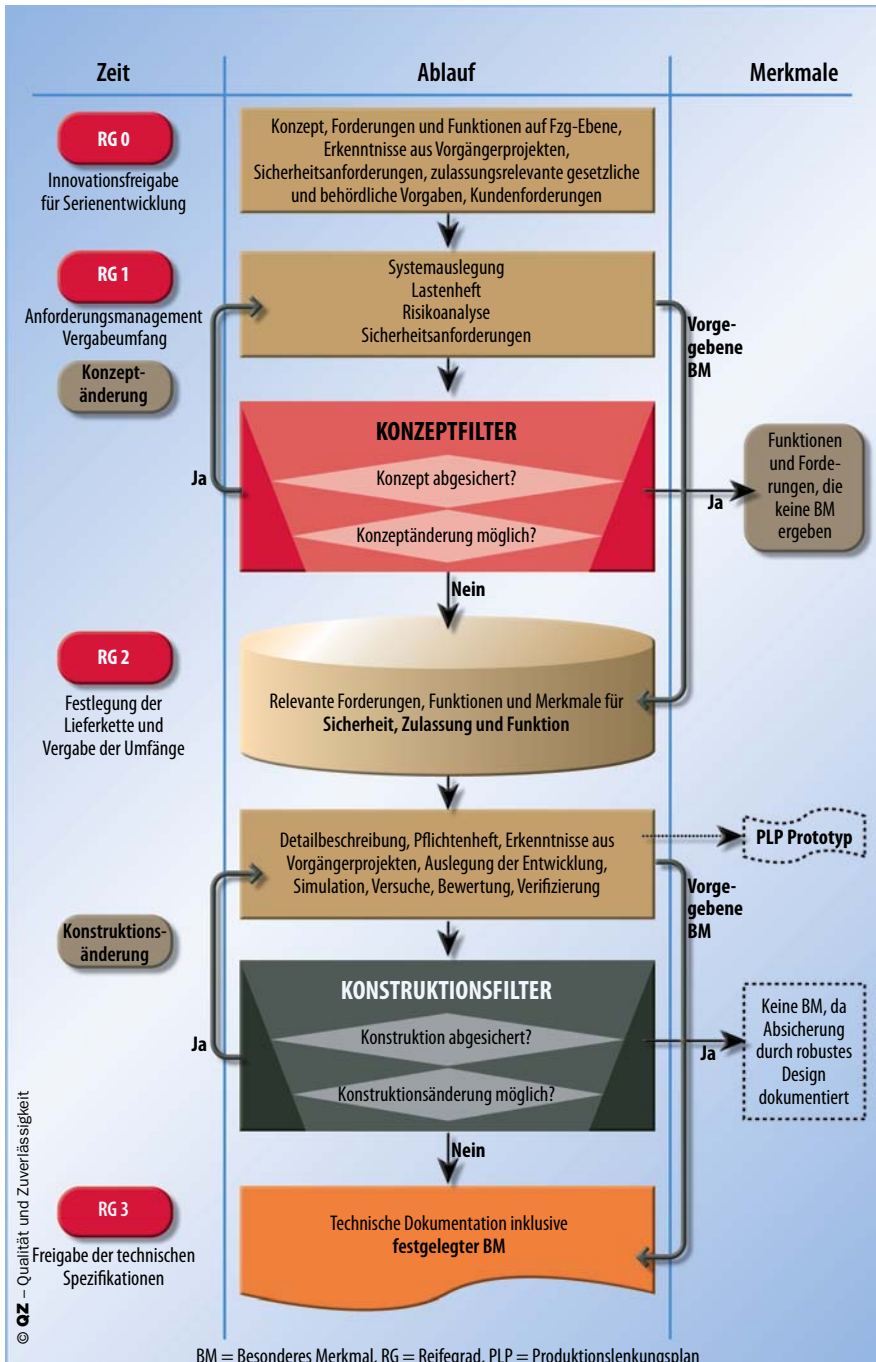 Zeit
Ablauf
Merkmale
RG 0
Innovationsfreigabe
für Serienentwicklung
Konzept, Forderungen und Funktionen auf Fzg-Ebene,
Erkenntnisse aus Vorgängerprojekten,
Sicherheitsanforderungen, zulassungsrelevante gesetzliche
und behördliche Vorgaben, Kundenforderungen
RG 1
Anforderungsmanagement
Vergabeumfang
Systemauslegung
Lastenheft
Risikoanalyse
Sicherheitsanforderungen
Vorge-
gebene
BM
Konzept-
änderung
KONZEPTFILTER
Konzept abgesichert?
Konzeptänderung möglich?
Ja
Ja
Funktionen
und Forde-
rungen, die
keine BM
ergeben
Nein
RG 2
Festlegung der
Lieferkette und
Vergabe der Umfänge
Relevante Forderungen, Funktionen und Merkmale für
Sicherheit, Zulassung und Funktion
Detailbeschreibung, Pflichtenheft, Erkenntnisse aus
Vorgängerprojekten, Auslegung der Entwicklung,
Simulation, Versuche, Bewertung, Verifizierung
PLP Prototyp
Vorge-
gebene
BM
Konstruktions-
änderung
KONSTRUKTIONSFILTER
Konstruktion abgesichert?
Konstruktionsänderung möglich?
Ja
Ja
Keine BM, da
Absicherung
durch robustes
Design
dokumentiert
Nein
RG 3
Freigabe der technischen
Spezifikationen
Technische Dokumentation inklusive
festgelegter BM
© QZ – Qualität und Zuverlässigkeit
BM = Besonderes Merkmal, RG = Reifegrad, PLP = Produktionslenkungsplan